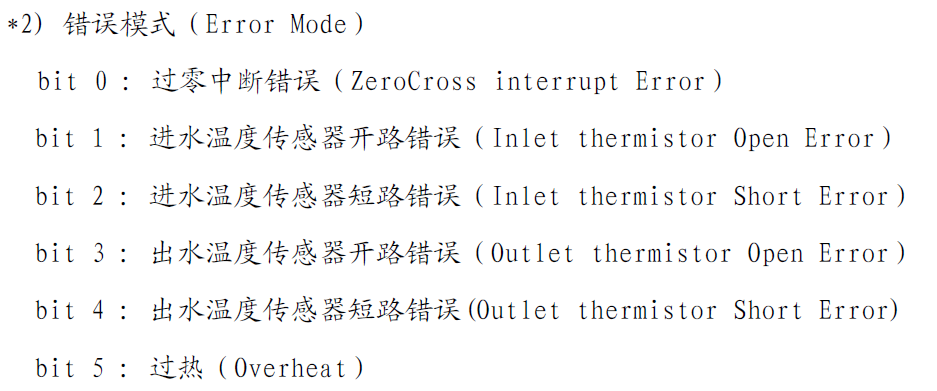 *2) 错误模式(Error Mode)
bit 0 : 过零中断错误(ZeroCross interrupt Error)
bit 1 : 进水温度传感器开路错误(Inlet thermistor Open Error)
bit 2 : 进水温度传感器短路错误(Inlet thermistor Short Error)
bit 3 : 出水温度传感器开路错误(Outlet thermistor Open Error)
bit 4 : 出水温度传感器短路错误(Outlet thermistor Short Error)
bit 5 : 过热(Overheat)